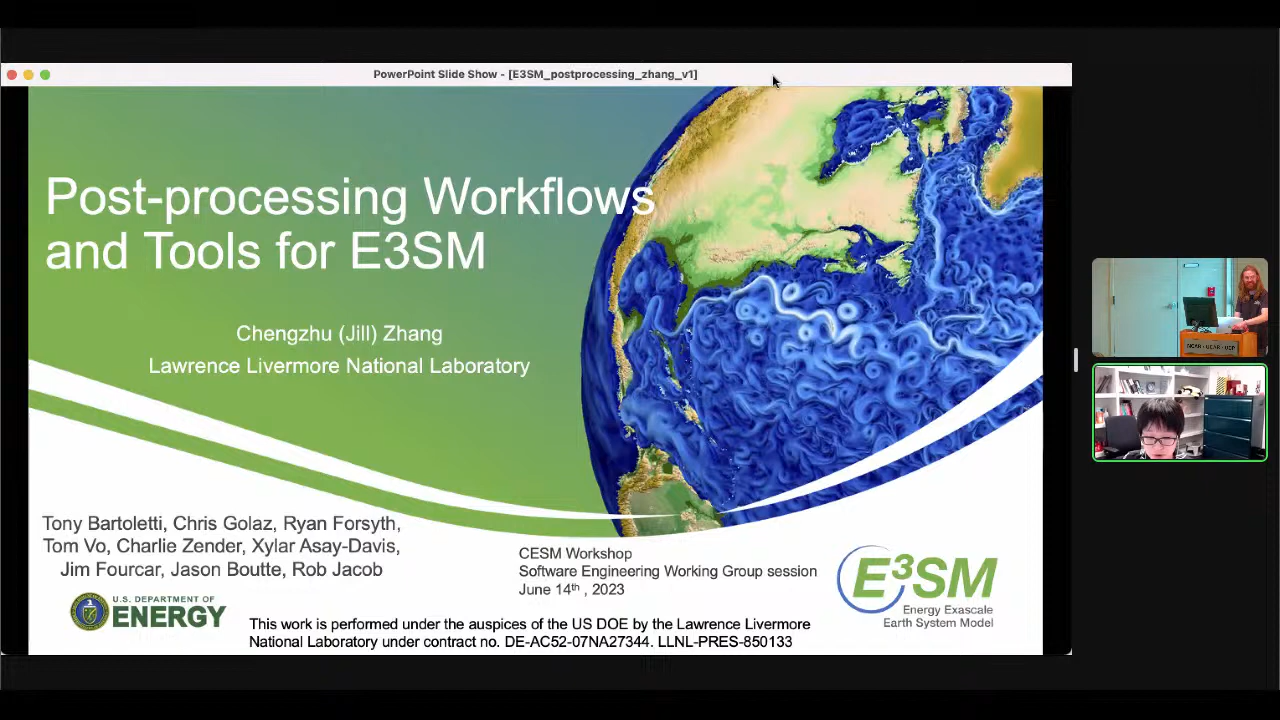 PowerPoint Slide Show - [E3SM_postprocessing_zhang_v1]
Post-processing Workflows
and Tools for E3SM
Chengzhu (Jill) Zhang
Lawrence Livermore National Laboratory
Tony Bartoletti, Chris Golaz, Ryan Forsyth,
Tom Vo, Charlie Zender, Xylar Asay-Davis,
Jim Fourcar, Jason Boutte, Rob Jacob
CESM Workshop
Software Engineering Working Group session
June 14th , 2023
U.S. DEPARTMENT OF
ENERGY
This work is performed under the auspices of the US DOE by the Lawrence Livermore
National Laboratory under contract no. DE-AC52-07NA27344. LLNL-PRES-850133
E3SM
Energy Exascale
Earth System Model
NCAR • UCAR • UCP